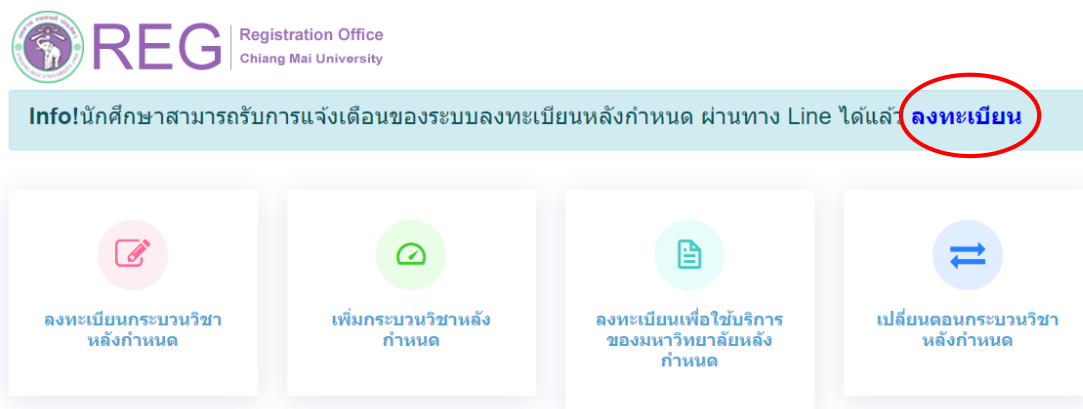 REG
Registration Office
Chiang Mai University
Info!นักศึกษาสามารถรับการแจ้งเตือนของระบบลงทะเบียนหลังกำหนด ผ่านทาง Line ได้แล้ว ลงทะเบียน
ลงทะเบียนกระบวนวิชา
หลังกำหนด
เพิ่มกระบวนวิชาหลัง
กำหนด
ลงทะเบียนเพื่อใช้บริการ
ของมหาวิทยาลัยหลัง
กำหนด
เปลี่ยนตอนกระบวนวิชา
หลังกำหนด